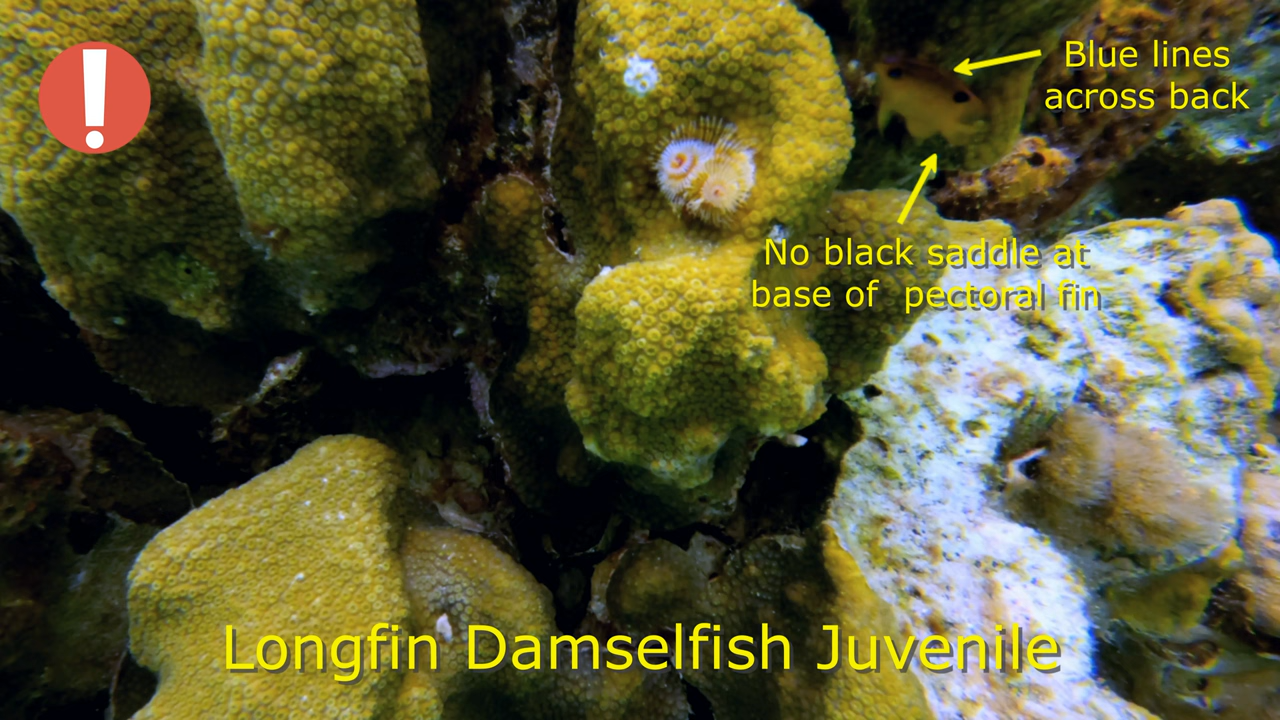 Blue lines
across back
No black saddle at
base of pectoral fin
Longfin Damselfish Juvenile